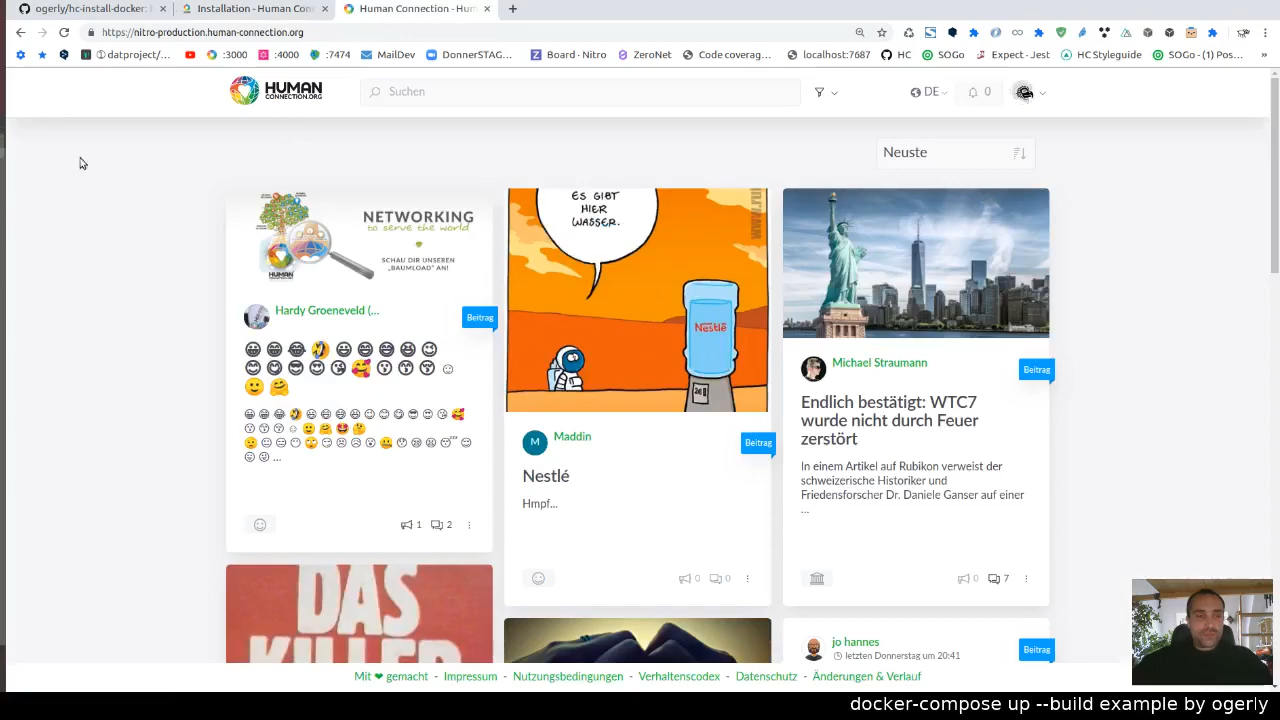 ogerly/hc-install-docker:
Installation - Human Con
Human Connection - Hum
https://nitro-production.human-connection.org
datproject/...
:3000
:4000
:7474
MailDev
DonnerSTAG...
Board · Nitro
ZeroNet
Code coverag...
localhost:7687
HC
SOGo
Expect · Jest
HC Styleguide
SOGo - (1) Pos...
»
HUMAN
CONNECTION.ORG
Suchen
DE
0
Neuste
NETWORKING
to serve the world
SCHAU DIR UNSEREN
„BAUMLOAD" AN!
HUMAN
Hardy Groeneveld (...
Beitrag
...
1
2
ES GIBT
HIER
WASSER.
Nestlé
M
Maddin
Beitrag
Nestlé
Hmpf...
0
0
Michael Straumann
Beitrag
Endlich bestätigt: WTC7
wurde nicht durch Feuer
zerstört
In einem Artikel auf Rubikon verweist der
schweizerische Historiker und
Friedensforscher Dr. Daniele Ganser auf einer
...
0
7
DAS
KILLER
jo hannes
letzten Donnerstag um 20:41
Beitrag
Mit ❤ gemacht - Impressum - Nutzungsbedingungen - Verhaltenscodex - Datenschutz - Änderungen & Verlauf
docker-compose up --build example by ogerly